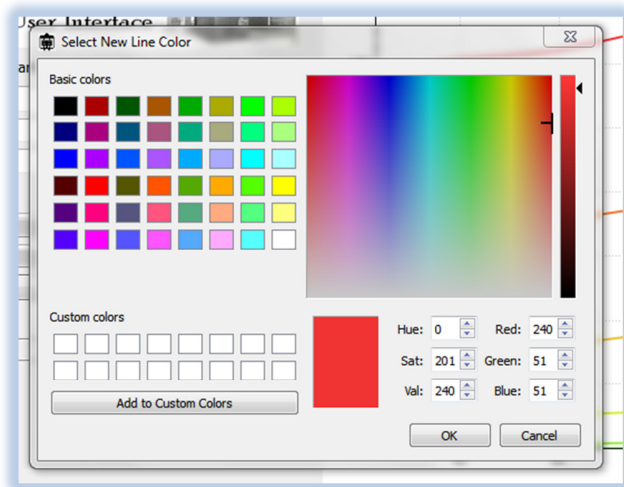 User Interface
Select New Line Color
Basic colors
Custom colors
Add to Custom Colors
Hue: 0
Red: 240
Sat: 201
Green: 51
Val: 240
Blue: 51
OK
Cancel